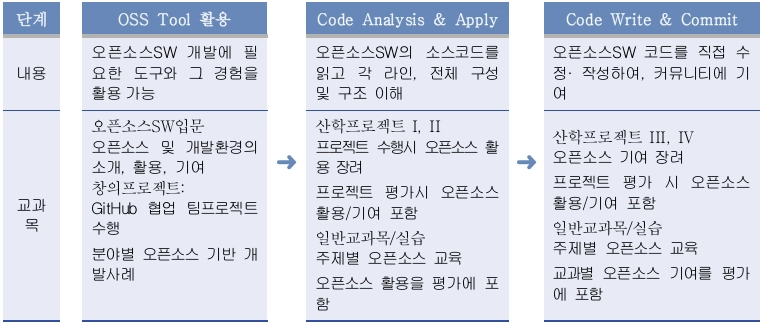 단계
OSS Tool 활용
Code Analysis & Apply
Code Write & Commit
내용
오픈소스SW 개발에 필
요한 도구와 그 경험을
활용 가능
오픈소스SW의 소스코드를
읽고 각 라인, 전체 구성
및 구조 이해
오픈소스SW 코드를 직접 수
정· 작성하여, 커뮤니티에 기
여
교과
목
오픈소스SW입문
오픈소스 및 개발환경의
소개, 활용, 기여
창의프로젝트:
GitHub 협업 팀프로젝트
수행
분야별 오픈소스 기반 개
발사례
산학프로젝트 I, II
프로젝트 수행시 오픈소스 활
용 장려
프로젝트 평가시 오픈소스
활용/기여 포함
일반교과목/실습
주제별 오픈소스 교육
오픈소스 활용을 평가에 포
함
산학프로젝트 III, IV
오픈소스 기여 장려
프로젝트 평가 시 오픈소스
활용/기여 포함
일반교과목/실습
주제별 오픈소스 교육
교과별 오픈소스 기여를 평가
에 포함